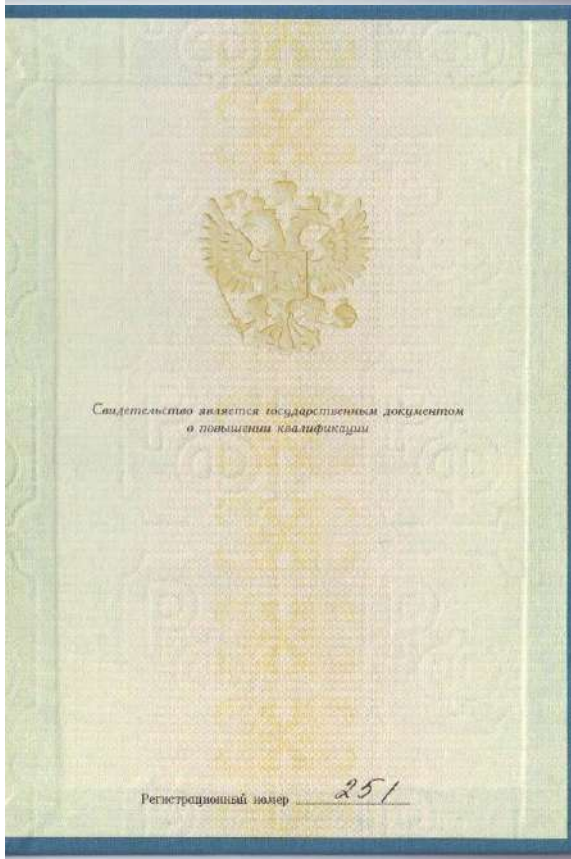 Свидетельство является государственным документом
о повышении квалификации
Регистрационный номер 251